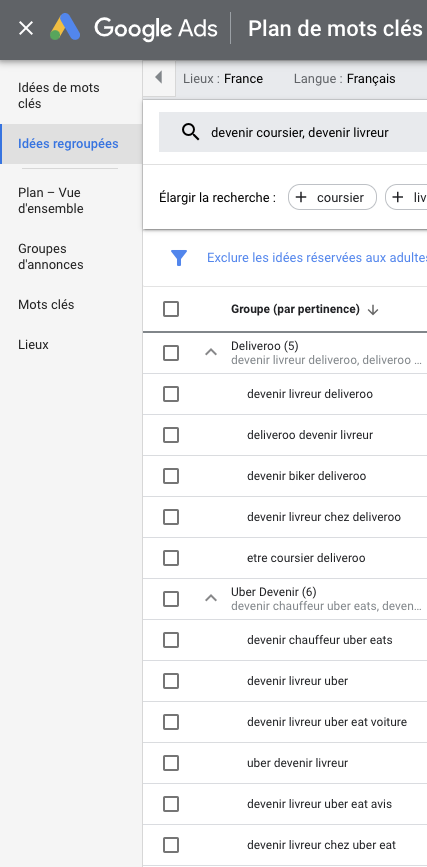 Google Ads Plan de mots clés
Idées de mots
clés
Idées regroupées
Plan – Vue
d'ensemble
Groupes
d'annonces
Mots clés
Lieux
Lieux : France Langue : Français
devenir coursier, devenir livreur
Élargir la recherche : + coursier + liv
Exclure les idées réservées aux adultes
Groupe (par pertinence)
Deliveroo (5)
devenir livreur deliveroo, deliveroo ...
devenir livreur deliveroo
deliveroo devenir livreur
devenir biker deliveroo
devenir livreur chez deliveroo
etre coursier deliveroo
Uber Devenir (6)
devenir chauffeur uber eats, deven...
devenir chauffeur uber eats
devenir livreur uber
devenir livreur uber eat voiture
uber devenir livreur
devenir livreur uber eat avis
devenir livreur chez uber eat